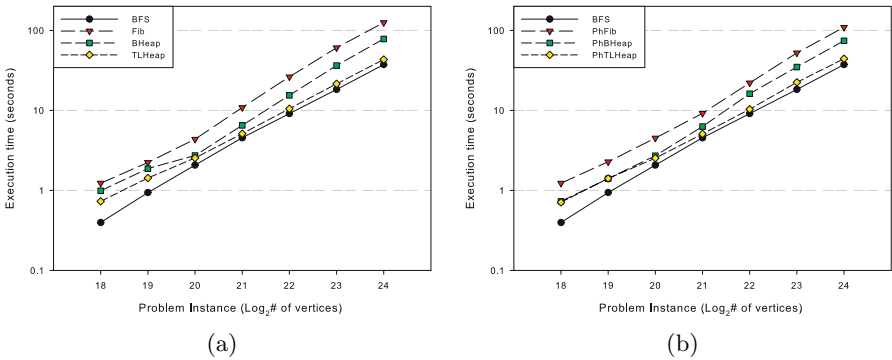 BFS
Fib
BHeap
TLHeap
Execution time (seconds)
100
10
1
0.1
18 19 20 21 22 23 24
Problem Instance (Log2# of vertices)
(a)
BFS
PhFib
PhBHeap
PhTLHeap
Execution time (seconds)
100
10
1
0.1
18 19 20 21 22 23 24
Problem Instance (Log2# of vertices)
(b)